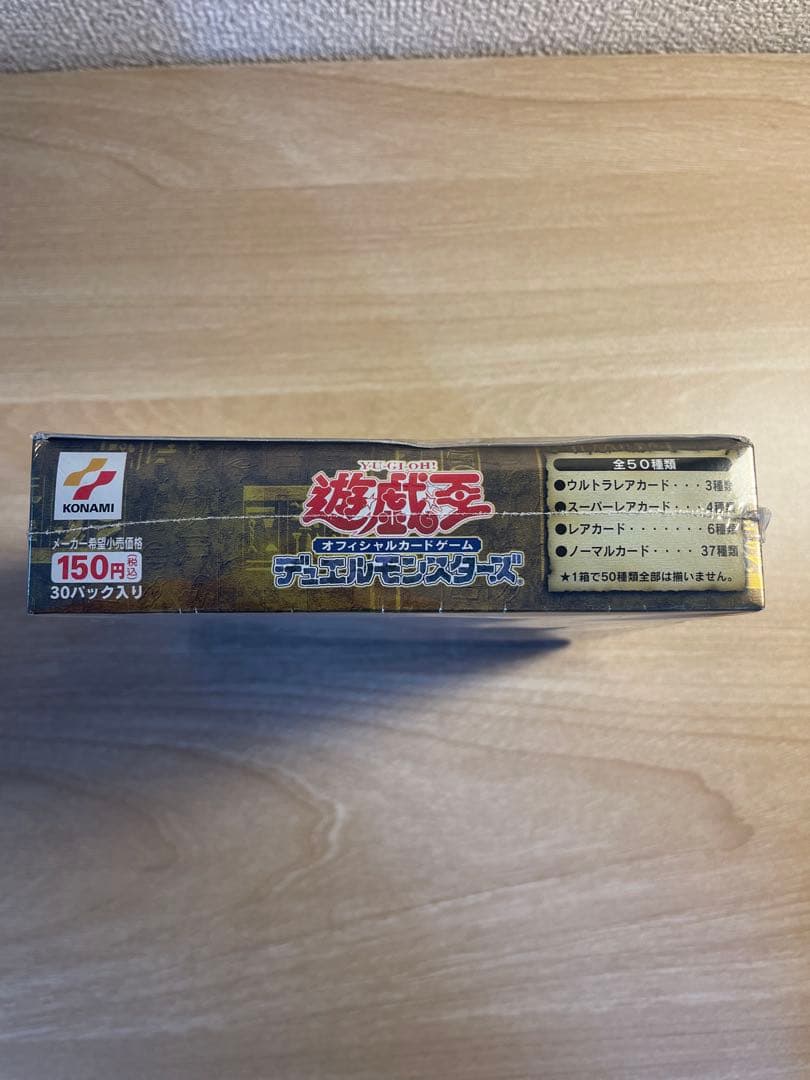 KONAMI
メーカー希望小売価格
150円(税込)
30パック入り
YU-GI-OH!
遊戯王
オフィシャルカードゲーム
デュエルモンスターズ
全50種類
●ウルトラレアカード・・・3種類
●スーパーレアカード・・4種類
●レアカード・・・・・・・6種類
●ノーマルカード・・・・37種類
★1箱で50種類全部は揃いません。